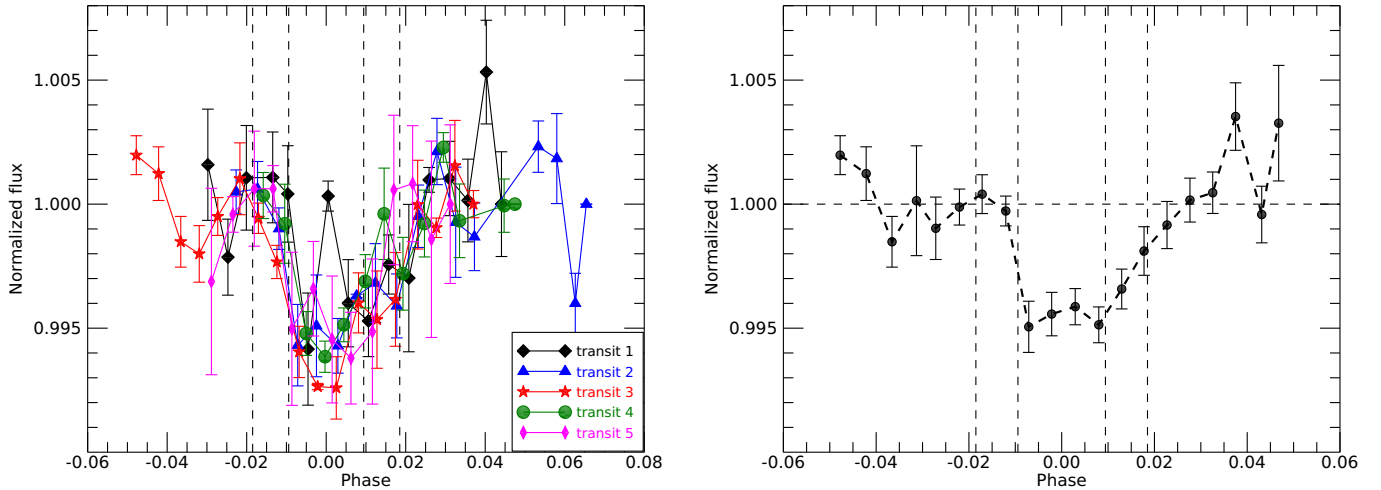 1.005
1.000
0.995
Normalized flux
transit 1
transit 2
transit 3
transit 4
transit 5
-0.06 -0.04 -0.02 0.00 0.02 0.04 0.06 0.08
Phase
1.005
1.000
0.995
Normalized flux
-0.06 -0.04 -0.02 0.00 0.02 0.04 0.06
Phase